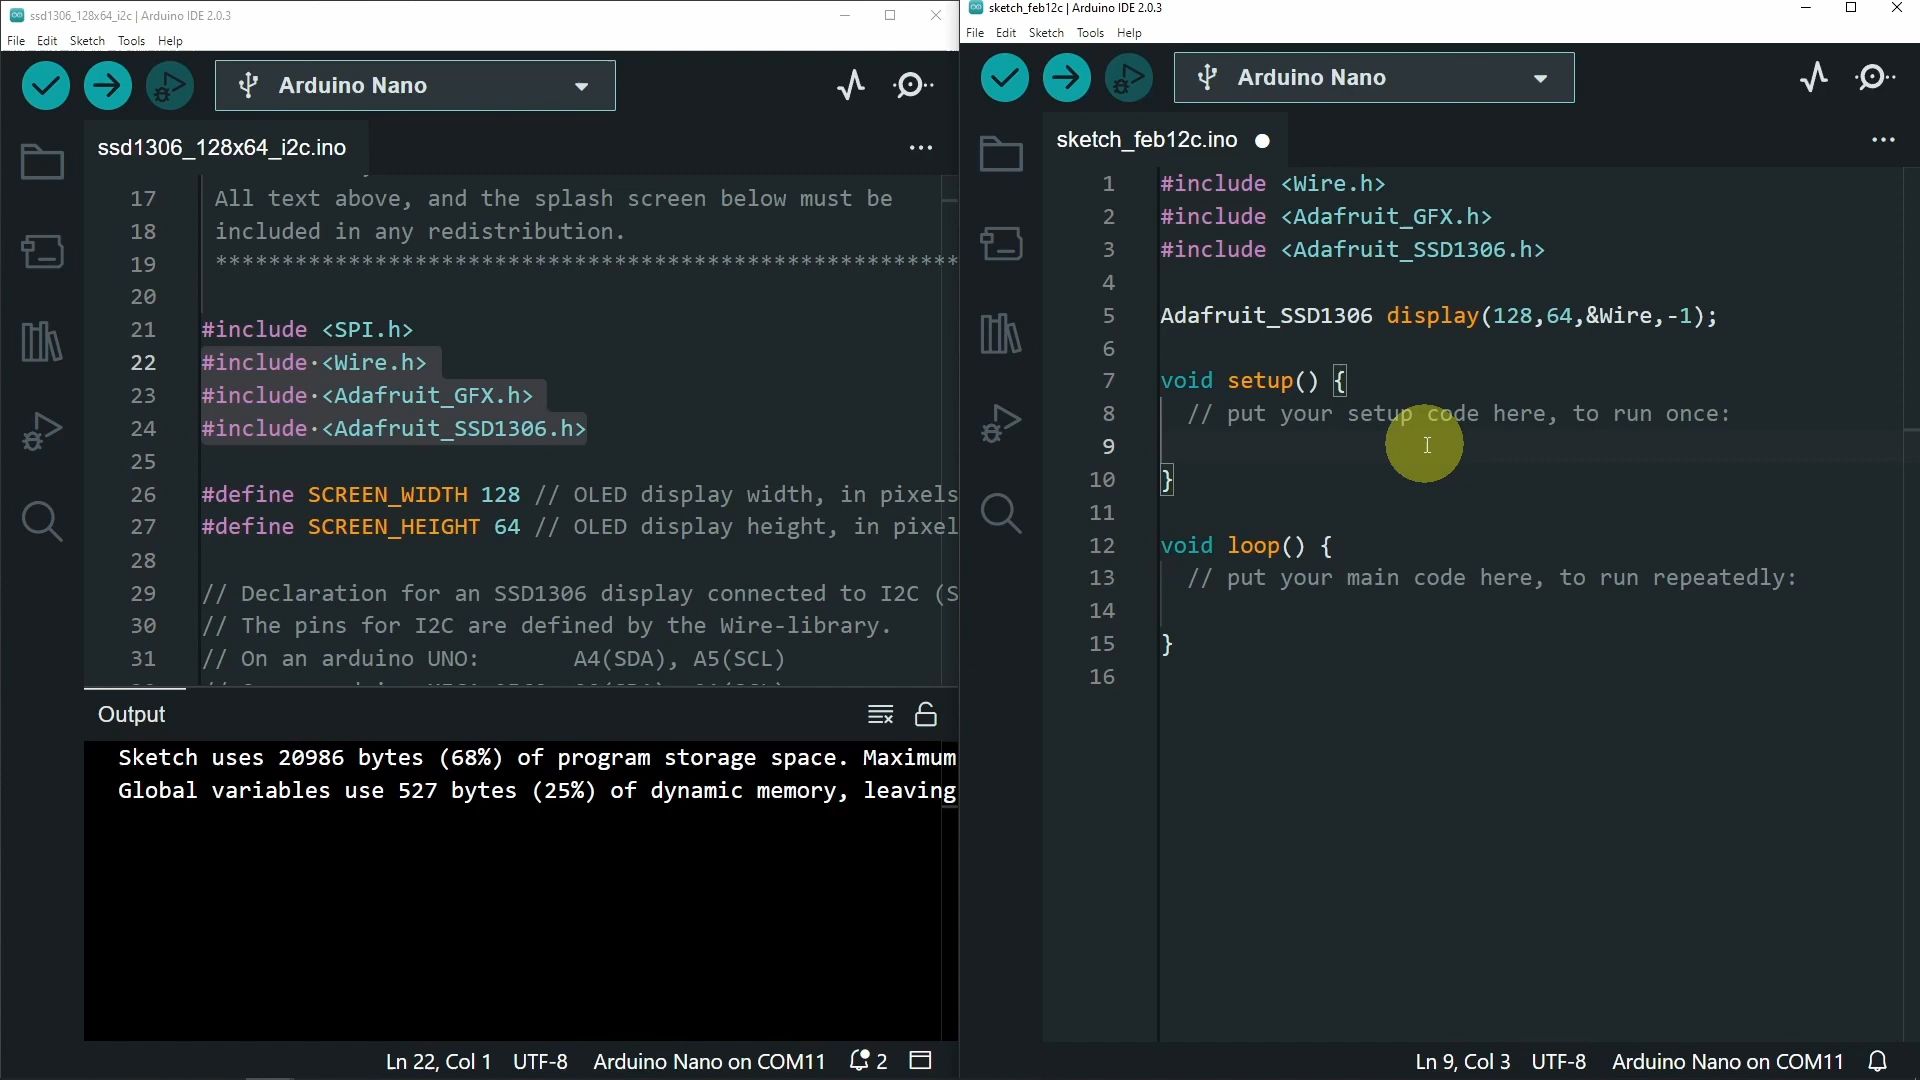 ssd1306_128x64_i2c | Arduino IDE 2.0.3
File Edit Sketch Tools Help
Arduino Nano
ssd1306_128x64_i2c.ino
17 All text above, and the splash screen below must be
18 included in any redistribution.
19 *********************************************************
20
21 #include <SPI.h>
22 #include·<Wire.h>
23 #include·<Adafruit_GFX.h>
24 #include·<Adafruit_SSD1306.h>
25
26 #define SCREEN_WIDTH 128 // OLED display width, in pixels
27 #define SCREEN_HEIGHT 64 // OLED display height, in pixel
28
29 // Declaration for an SSD1306 display connected to I2C (S
30 // The pins for I2C are defined by the Wire-library.
31 // On an arduino UNO:       A4(SDA), A5(SCL)
Output
Sketch uses 20986 bytes (68%) of program storage space. Maximum
Global variables use 527 bytes (25%) of dynamic memory, leaving
Ln 22, Col 1 UTF-8 Arduino Nano on COM11 2
sketch_feb12c | Arduino IDE 2.0.3
File Edit Sketch Tools Help
Arduino Nano
sketch_feb12c.ino
1 #include <Wire.h>
2 #include <Adafruit_GFX.h>
3 #include <Adafruit_SSD1306.h>
4
5 Adafruit_SSD1306 display(128,64,&Wire,-1);
6
7 void setup() {
8 // put your setup code here, to run once:
9
10 }
11
12 void loop() {
13 // put your main code here, to run repeatedly:
14
15 }
16
Ln 9, Col 3 UTF-8 Arduino Nano on COM11